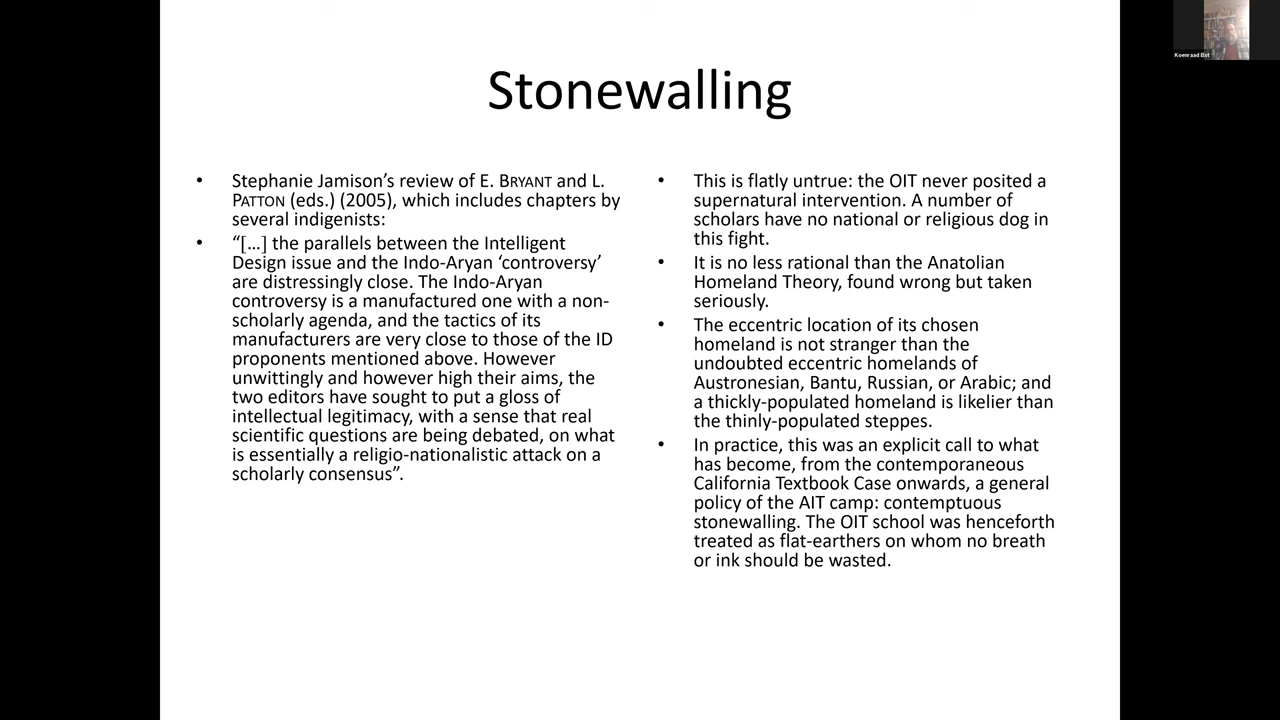 Koenraad Elst
Stonewalling
• Stephanie Jamison’s review of E. BRYANT and L.
PATTON (eds.) (2005), which includes chapters by
several indigenists:
• “[…] the parallels between the Intelligent
Design issue and the Indo-Aryan ‘controversy’
are distressingly close. The Indo-Aryan
controversy is a manufactured one with a non-
scholarly agenda, and the tactics of its
manufacturers are very close to those of the ID
proponents mentioned above. However
unwittingly and however high their aims, the
two editors have sought to put a gloss of
intellectual legitimacy, with a sense that real
scientific questions are being debated, on what
is essentially a religio-nationalistic attack on a
scholarly consensus”.
• This is flatly untrue: the OIT never posited a
supernatural intervention. A number of
scholars have no national or religious dog in
this fight.
• It is no less rational than the Anatolian
Homeland Theory, found wrong but taken
seriously.
• The eccentric location of its chosen
homeland is not stranger than the
undoubted eccentric homelands of
Austronesian, Bantu, Russian, or Arabic; and
a thickly-populated homeland is likelier than
the thinly-populated steppes.
• In practice, this was an explicit call to what
has become, from the contemporaneous
California Textbook Case onwards, a general
policy of the AIT camp: contemptuous
stonewalling. The OIT school was henceforth
treated as flat-earthers on whom no breath
or ink should be wasted.